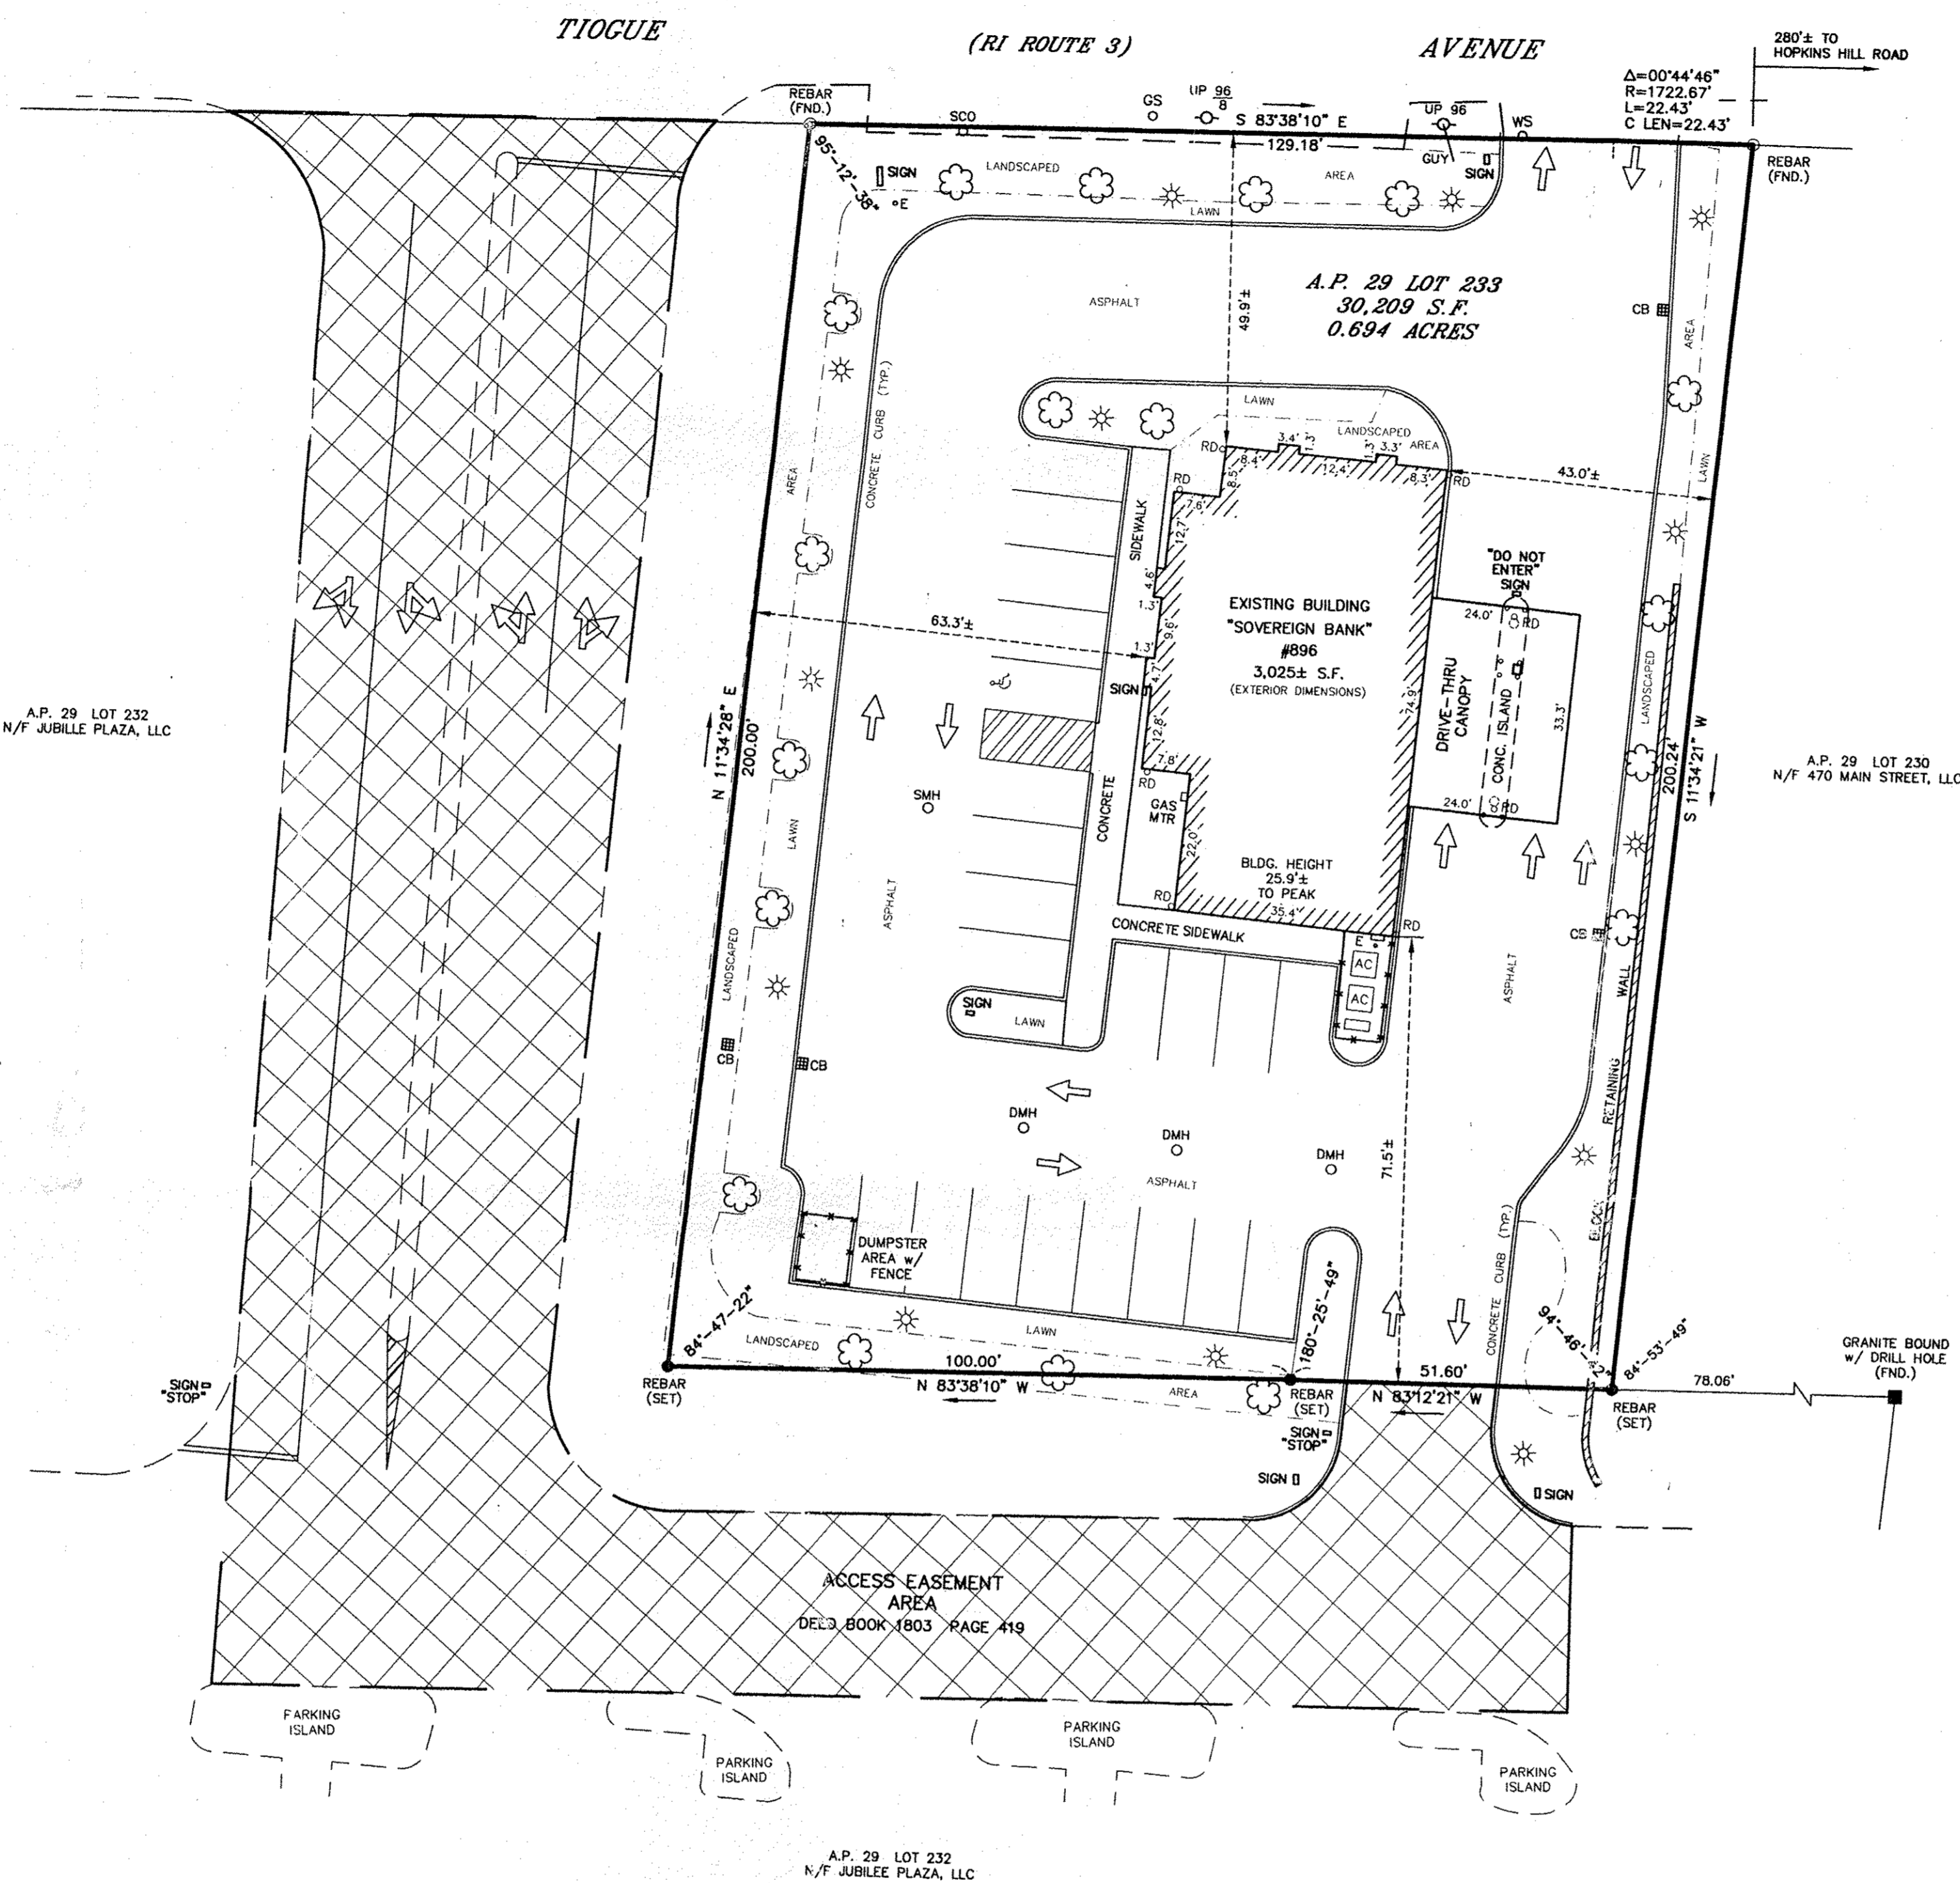 TIOGUE (RI ROUTE 3) AVENUE
280'± TO
HOPKINS HILL ROAD
Δ=00°44'46"
R=1722.67'
L=22.43'
C LEN=22.43'
REBAR
(FND.)
SCO
GS
UP 96
8
S 83°38'10" E
129.18'
UP 96
GUY
SIGN
WS
REBAR
(FND.)
95°-12'-38"
SIGN
E
LANDSCAPED
AREA
LAWN
A.P. 29 LOT 233
30,209 S.F.
0.694 ACRES
ASPHALT
49.9'±
CB
AREA
LAWN
CONCRETE CURB (TYP.)
AREA
LAWN
LANDSCAPED
AREA
RD
8.4'
3.4'
1.3'
12.4'
1.3'
3.3'
8.3'
RD
43.0'±
8.5'
RD
7.6'
12.7'
SIDEWALK
4.6'
1.3'
9.6'
1.3'
4.7'
SIGN
12.8'
7.8'
RD
GAS
MTR
22.0'
RD
35.4'
RD
74.9'
EXISTING BUILDING
"SOVEREIGN BANK"
#896
3,025± S.F.
(EXTERIOR DIMENSIONS)
BLDG. HEIGHT
25.9'±
TO PEAK
"DO NOT
ENTER"
SIGN
24.0'
RD
DRIVE-THRU
CANOPY
CONC. ISLAND
33.3'
24.0'
RD
LANDSCAPED
63.3'±
N 11°34'28" E
200.00'
200.24'
S 11°34'21" W
A.P. 29 LOT 232
N/F JUBILLE PLAZA, LLC
A.P. 29 LOT 230
N/F 470 MAIN STREET, LLC
SMH
LAWN
ASPHALT
CONCRETE
LANDSCAPED
CONCRETE SIDEWALK
E
AC
AC
CB
ASPHALT
BLOCK RETAINING WALL
SIGN
LAWN
CB
CB
DMH
DMH
DMH
ASPHALT
71.5'±
CONCRETE CURB (TYP.)
DUMPSTER
AREA w/
FENCE
84°-47'-22"
LANDSCAPED
LAWN
AREA
180°-25'-49"
94°-46'-
84°-53'-49"
100.00'
N 83°38'10" W
51.60'
N 83°12'21" W
REBAR
(SET)
REBAR
(SET)
REBAR
(SET)
78.06'
GRANITE BOUND
w/ DRILL HOLE
(FND.)
SIGN
"STOP"
SIGN
"STOP"
SIGN
SIGN
ACCESS EASEMENT
AREA
DEED BOOK 1803 PAGE 419
PARKING
ISLAND
PARKING
ISLAND
PARKING
ISLAND
PARKING
ISLAND
A.P. 29 LOT 232
N/F JUBILEE PLAZA, LLC